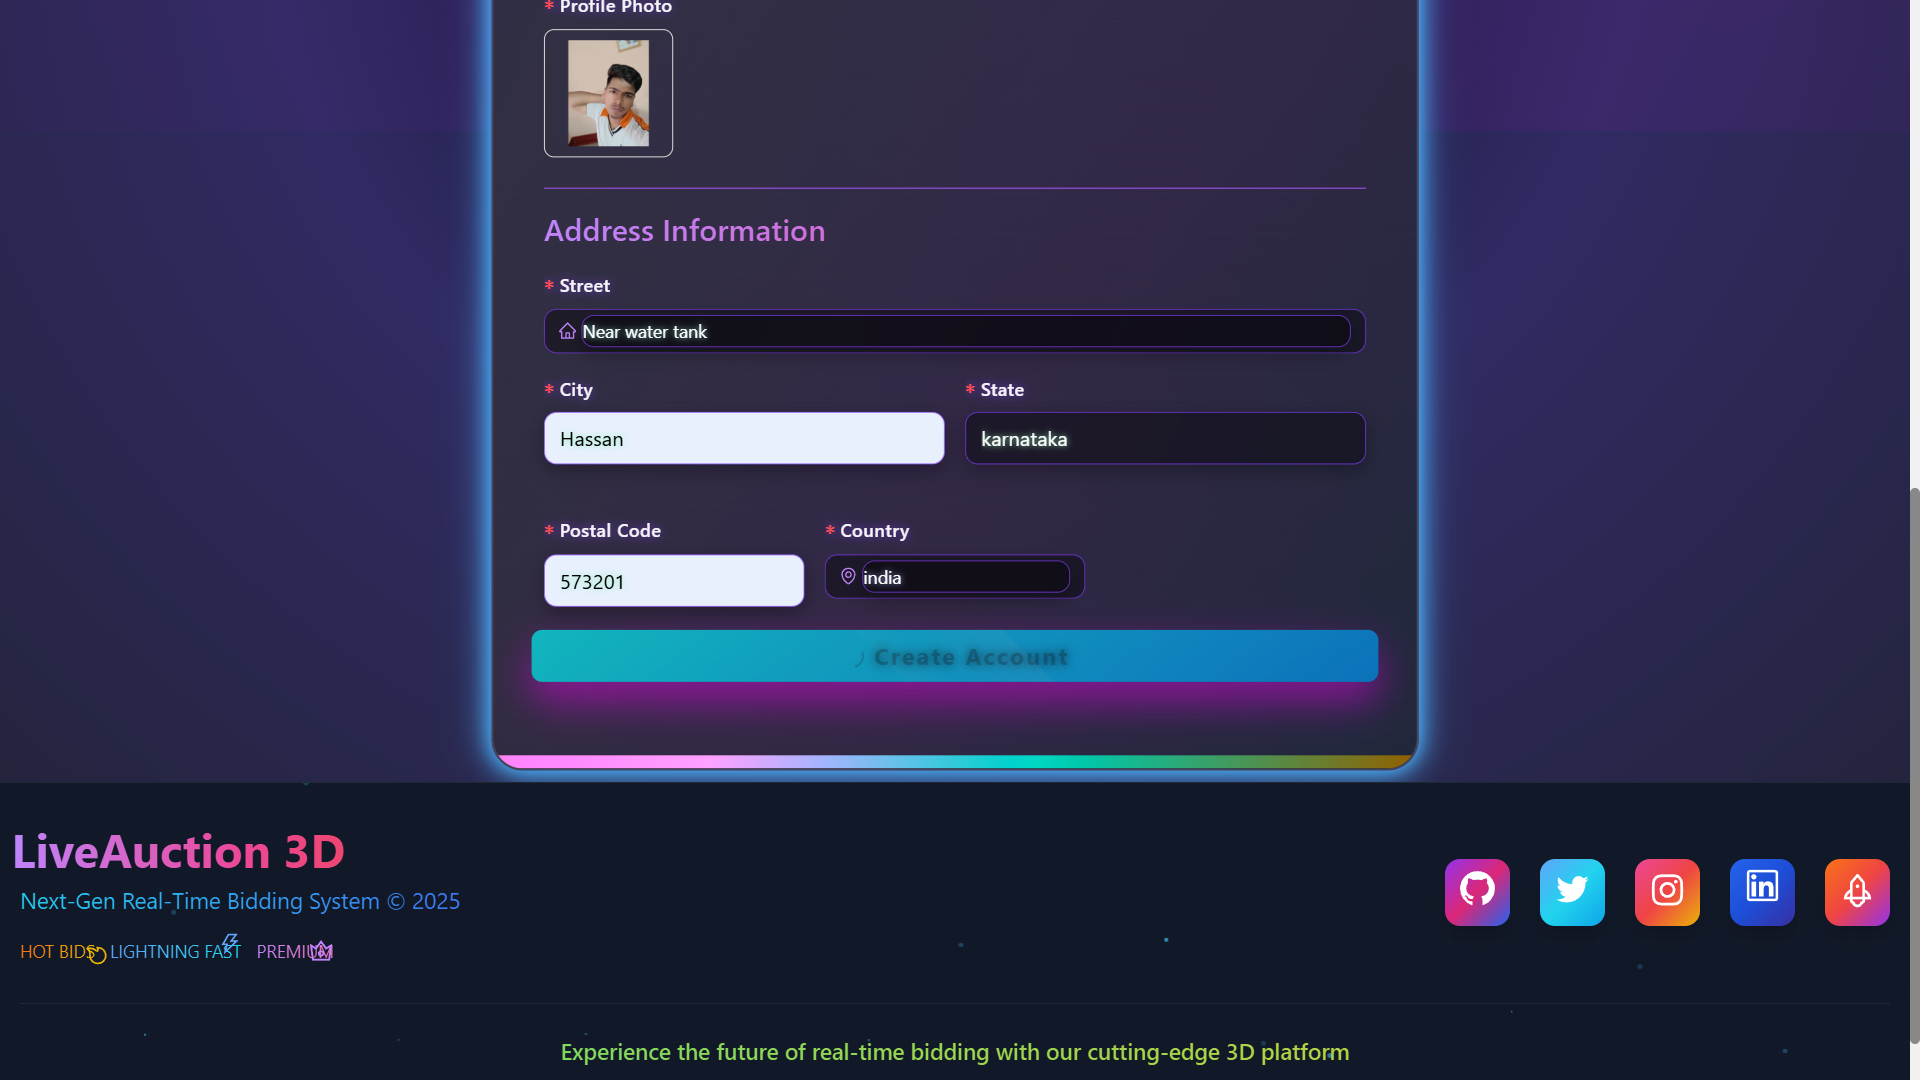 * Profile Photo
Address Information
* Street
Near water tank
* City
* State
Hassan
karnataka
* Postal Code
* Country
573201
india
Create Account
LiveAuction 3D
Next-Gen Real-Time Bidding System © 2025
HOT BIDS
LIGHTNING FAST
PREMIUM
Experience the future of real-time bidding with our cutting-edge 3D platform